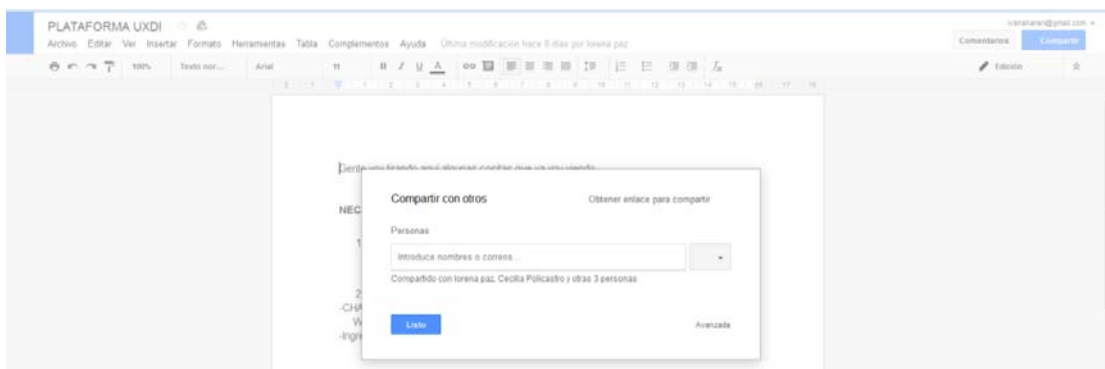 PLATAFORMA UXDI
Archivo Editar Ver Insertar Formato Herramientas Tabla Complementos Ayuda Última modificación hace 6 días por lorena paz
Comentarios Compartir
100% Texto nor... Arial 11 Edición
Gente voy tirando aquí algunas cositas que ya voy viendo
Compartir con otros Obtener enlace para compartir
NEC
Personas
1
Introduce nombres o correos...
Compartido con lorena paz, Cecilia Policastro y otras 3 personas
2
-CHA
Listo Avanzada
-Ingr